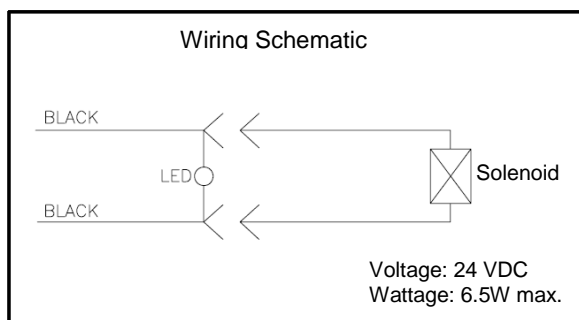 Wiring Schematic
BLACK
LED
Solenoid
BLACK
Voltage: 24 VDC
Wattage: 6.5W max.